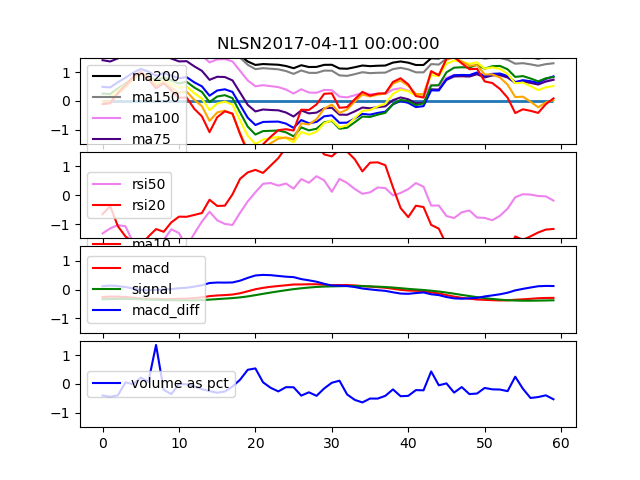 NLSN2017-04-11 00:00:00
1
0
−1
ma200
ma150
ma100
ma75
ma10
1
0
−1
rsi50
rsi20
1
0
−1
macd
signal
macd_diff
1
0
−1
volume as pct
0 10 20 30 40 50 60